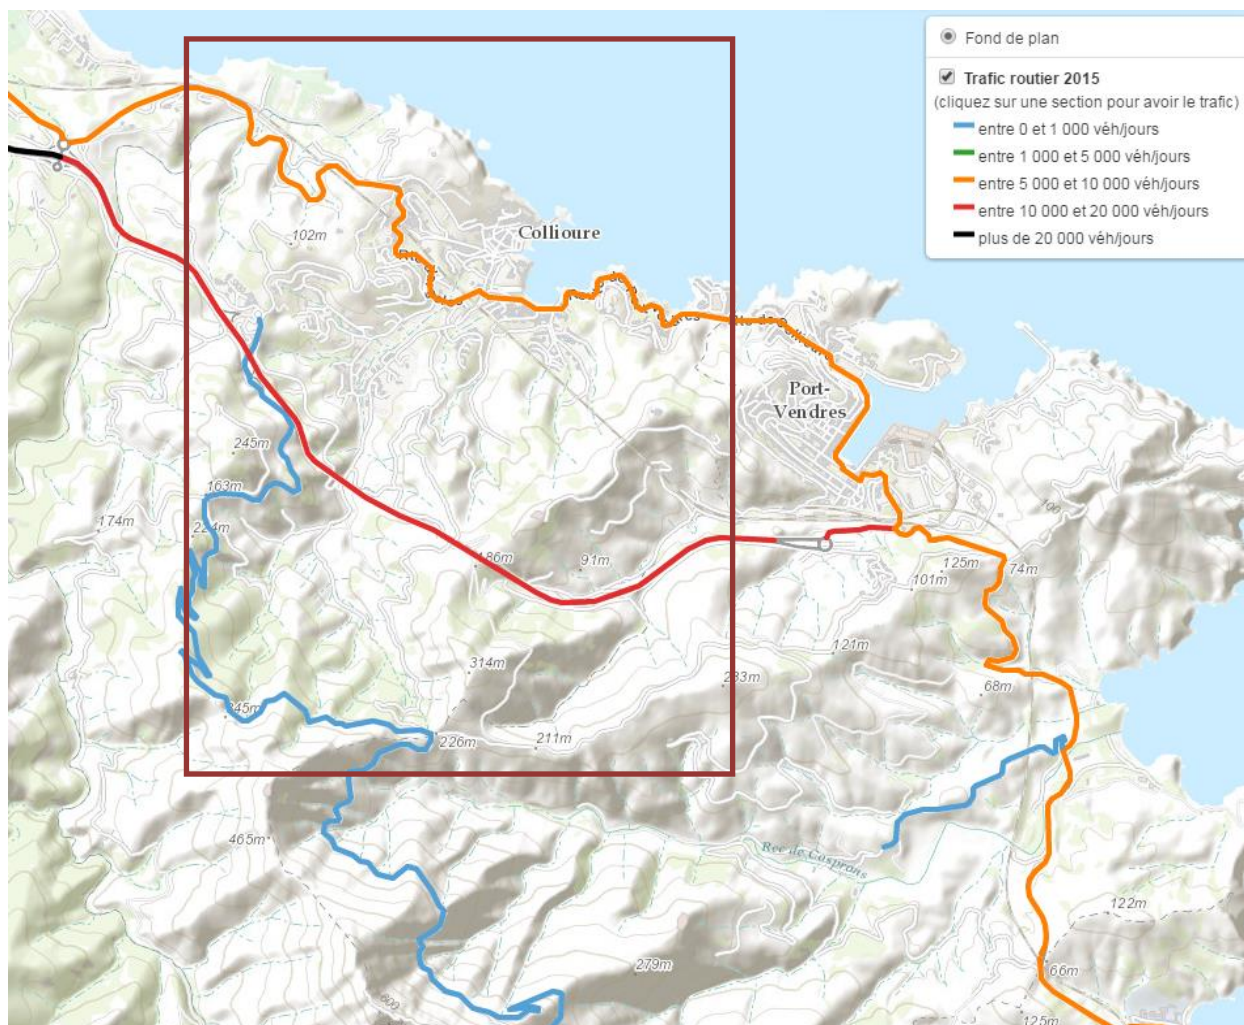 Fond de plan
Trafic routier 2015
(cliquez sur une section pour avoir le trafic)
entre 0 et 1 000 véh/jours
entre 1 000 et 5 000 véh/jours
entre 5 000 et 10 000 véh/jours
entre 10 000 et 20 000 véh/jours
plus de 20 000 véh/jours
102m
Collioure
Port-
Vendres
245m
163m
174m
224m
100
186m
91m
125m
74m
101m
121m
314m
233m
68m
345m
226m
211m
465m
Rec de Cosprons
122m
279m
66m
600
125m